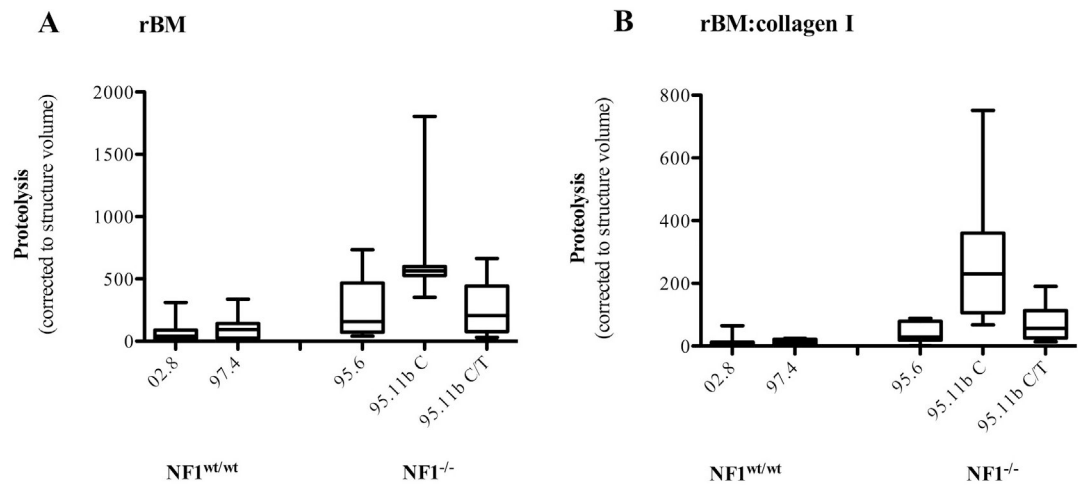 A rBM
Proteolysis
(corrected to structure volume)
2000
1500
1000
500
0
02.8
97.4
95.6
95.11b C
95.11b C/T
NF1wt/wt
NF1-/-
B rBM:collagen I
Proteolysis
(corrected to structure volume)
800
600
400
200
0
02.8
97.4
95.6
95.11b C
95.11b C/T
NF1wt/wt
NF1-/-